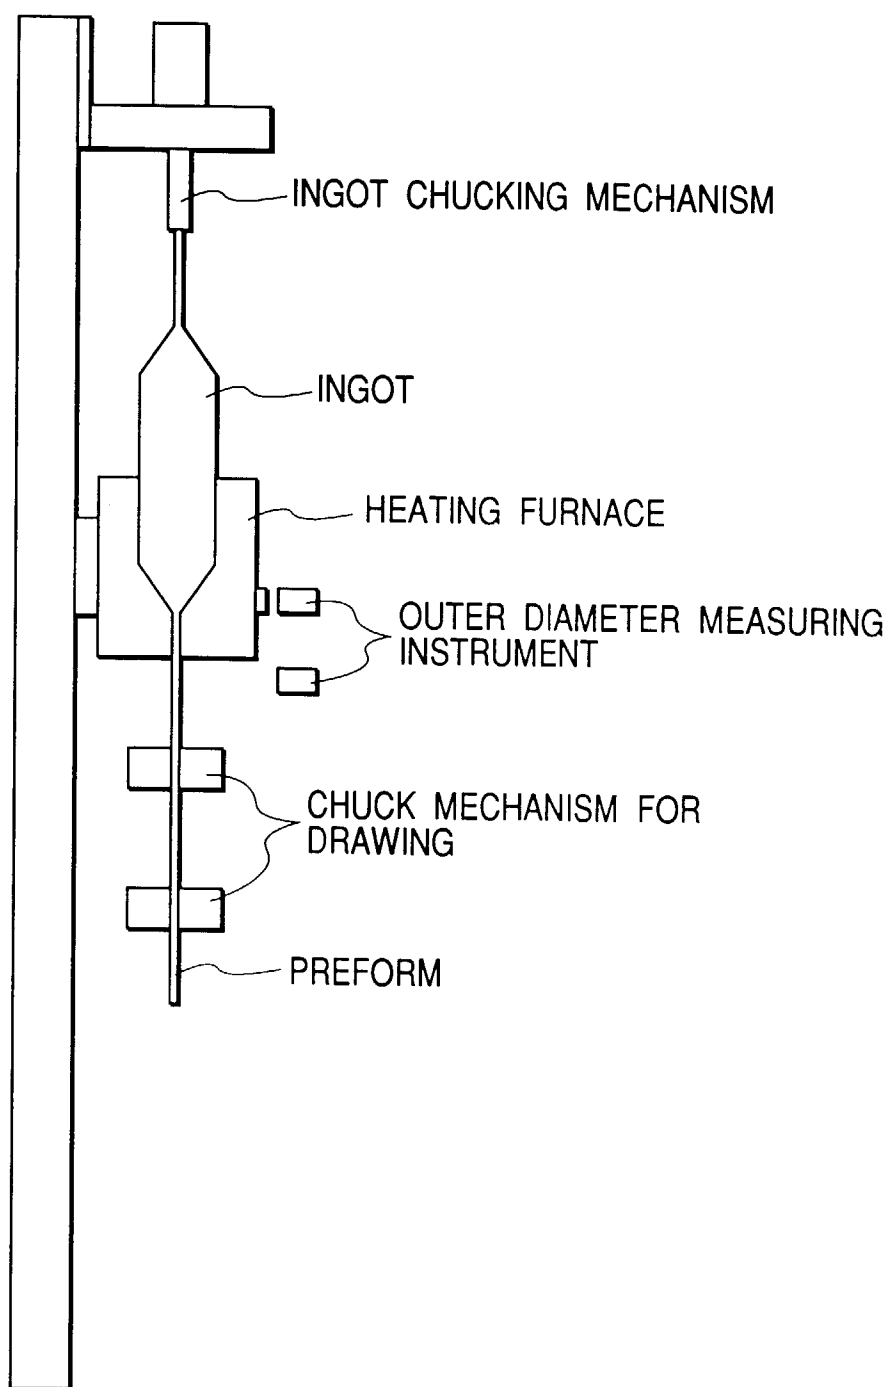 INGOT CHUCKING MECHANISM
INGOT
HEATING FURNACE
OUTER DIAMETER MEASURING
INSTRUMENT
CHUCK MECHANISM FOR
DRAWING
PREFORM